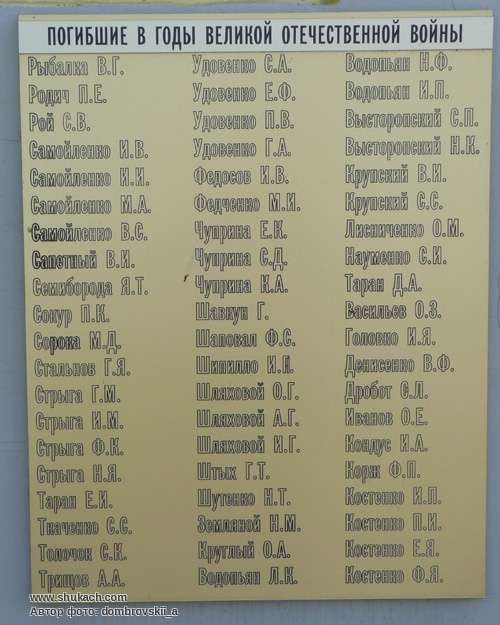 ПОГИБШИЕ В ГОДЫ ВЕЛИКОЙ ОТЕЧЕСТВЕННОЙ ВОЙНЫ
Рыбалка В.Г.
Родич П.Е.
Рой С.В.
Самойленко И.В.
Самойленко И.И.
Самойленко М.А.
Самойленко В.С.
Сапетный В.И.
Семиборода Я.Т.
Сокур П.К.
Сорока М.Д.
Стальнов Г.Я.
Стрыга Г.М.
Стрыга И.М.
Стрыга Ф.К.
Стрыга Н.Я.
Таран Е.И.
Ткаченко С.С.
Толочок С.К.
Трищов А.А.
Удовенко С.А.
Удовенко Е.Ф.
Удовенко П.В.
Удовенко Г.А.
Федосов И.В.
Федченко М.И.
Чуприна Е.К.
Чуприна С.Д.
Чуприна К.А.
Шавкун Г.
Шаповал Ф.С.
Шипилло И.
Шляховой О.Г.
Шляховой А.Г.
Шляховой И.Г.
Штых Г.Т.
Шутенко Н.Т.
Земляной Н.М.
Круглый О.А.
Водопьян Л.К.
Водопьян Н.Ф.
Водопьян И.П.
Высторопский С.П.
Высторопский Н.К.
Крупский В.И.
Крупский С.С.
Лисниченко О.М.
Науменко С.И.
Таран Д.А.
Васильев О.З.
Головко И.Я.
Денисенко В.Ф.
Дробот С.Л.
Иванов О.Е.
Кондус И.А.
Корж Ф.П.
Костенко И.П.
Костенко П.И.
Костенко Е.Я.
Костенко Ф.Я.
www.shukach.com
Автор фото: dombrovskii_a